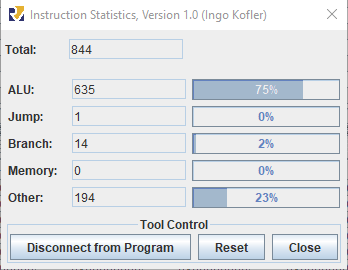 Instruction Statistics, Version 1.0 (Ingo Kofler)
Total: 844
ALU: 635 75%
Jump: 1 0%
Branch: 14 2%
Memory: 0 0%
Other: 194 23%
Tool Control
Disconnect from Program Reset Close